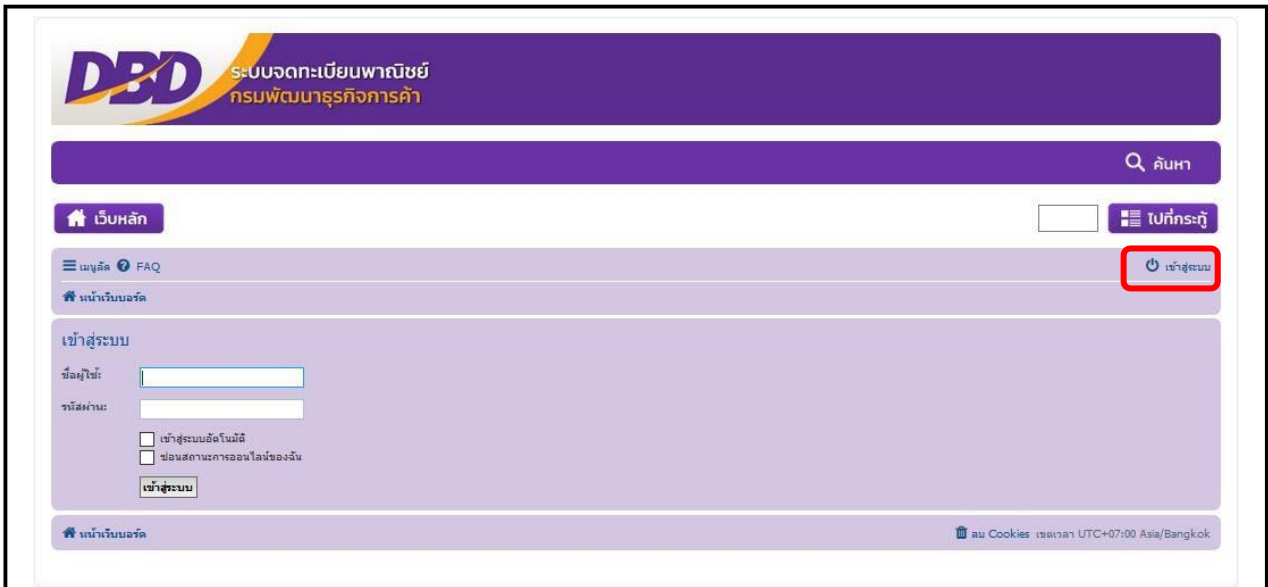 DBD
ระบบจดทะเบียนพาณิชย์
กรมพัฒนาธุรกิจการค้า
ค้นหา
เว็บหลัก
ไปที่กระทู้
เมนูลัด FAQ
เข้าสู่ระบบ
หน้าเว็บบอร์ด
เข้าสู่ระบบ
ชื่อผู้ใช้:
รหัสผ่าน:
เข้าสู่ระบบอัตโนมัติ
ซ่อนสถานะการออนไลน์ของฉัน
เข้าสู่ระบบ
หน้าเว็บบอร์ด
ลบ Cookies เขตเวลา UTC+07:00 Asia/Bangkok